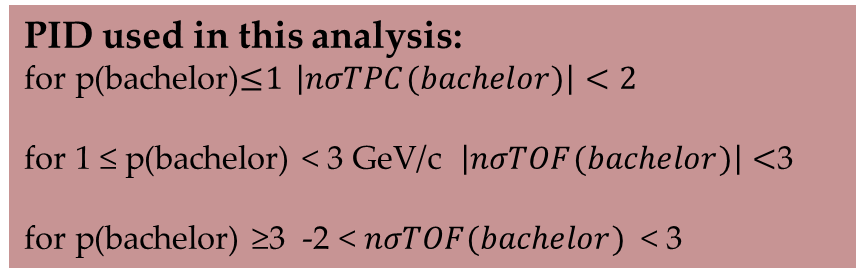 PID used in this analysis:
for p(bachelor)≤1 |nσTPC(bachelor)| < 2
for 1 ≤ p(bachelor) < 3 GeV/c |nσTOF(bachelor)| <3
for p(bachelor) ≥3 -2 < nσTOF(bachelor) < 3